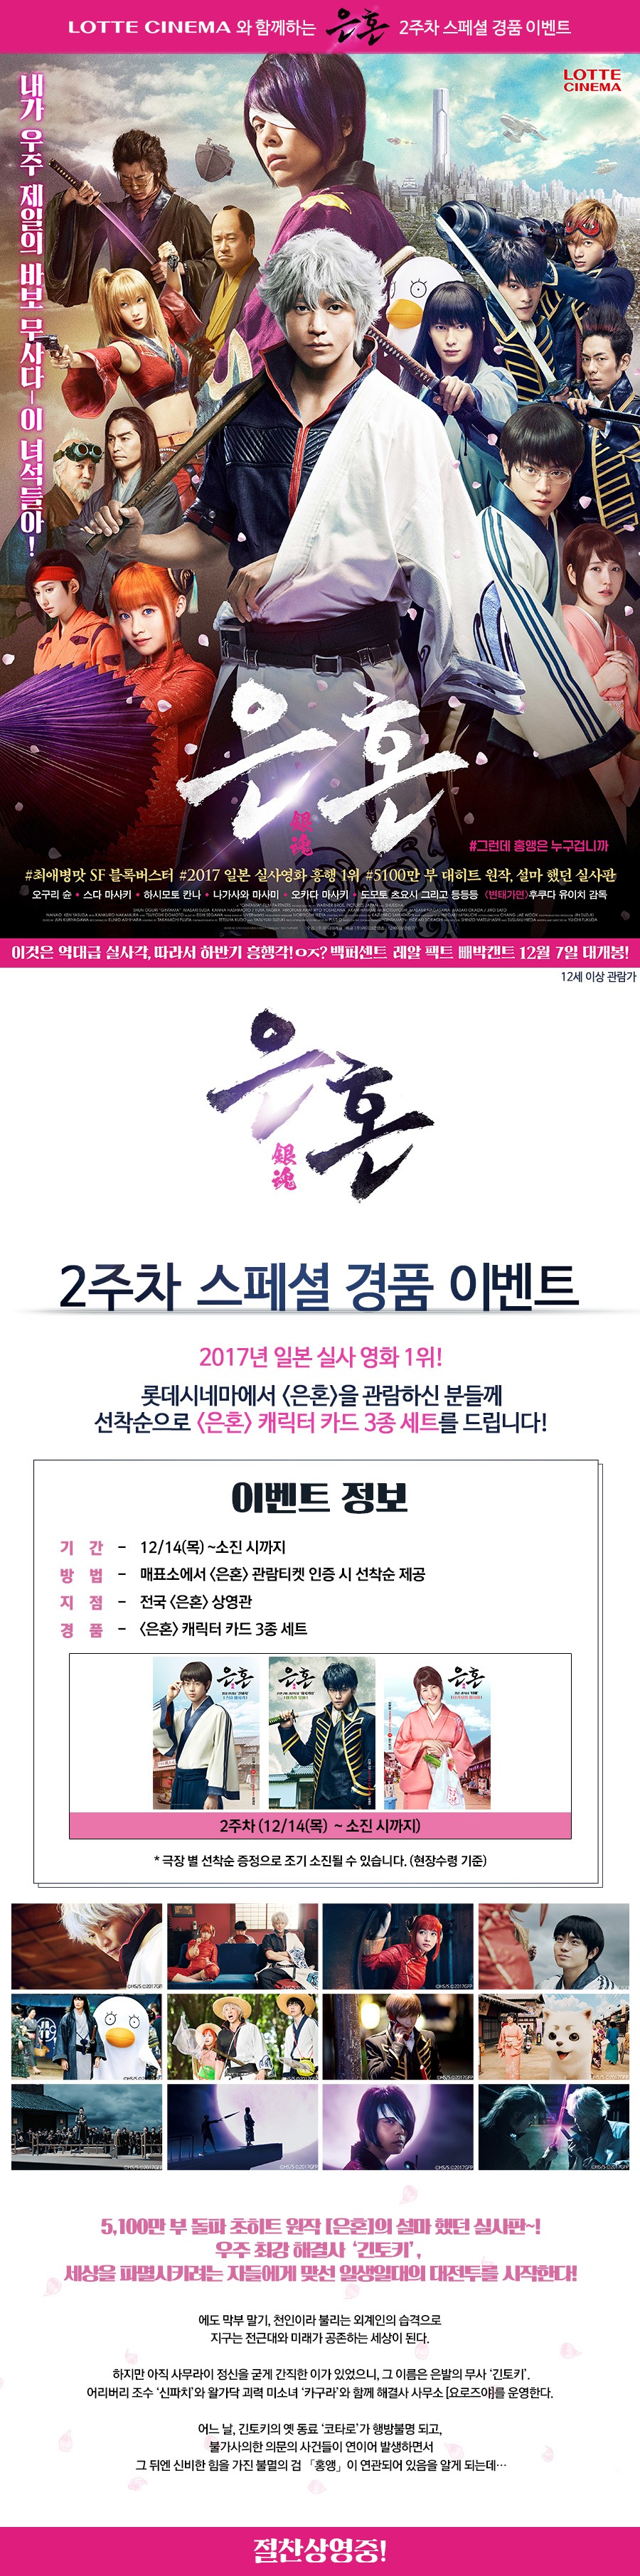 LOTTE CINEMA 와 함께하는 은혼 2주차 스페셜 경품 이벤트
LOTTE
CINEMA
내가 우주 제일의 바보 무사다-이 녀석들아!
은혼
銀魂
#그런데 홍앵은 누구겁니까
#최애병맛 SF 블록버스터 #2017 일본 실사영화 흥행 1위 #5100만 부 대히트 원작, 설마 했던 실사판
오구리 슌 • 스다 마사키 • 하시모토 칸나 • 나가사와 마사미 • 오카다 마사키 • 도모토 츠요시 그리고 등등등 <변태가면>후쿠다 유이치 감독
이것은 역대급 실사각, 따라서 하반기 흥행각!ㅇㅈ? 백퍼센트 레알 팩트 빼박캔트 12월 7일 대개봉!
12세 이상 관람가
은혼
銀魂
2주차 스페셜 경품 이벤트
2017년 일본 실사 영화 1위!
롯데시네마에서 <은혼>을 관람하신 분들께
선착순으로 <은혼> 캐릭터 카드 3종 세트를 드립니다!
이벤트 정보
기 간 - 12/14(목) ~소진 시까지
방 법 - 매표소에서 <은혼> 관람티켓 인증 시 선착순 제공
지 점 - 전국 <은혼> 상영관
경 품 - <은혼> 캐릭터 카드 3종 세트
은혼
은혼
은혼
2주차 (12/14(목) ~ 소진 시까지)
* 극장 별 선착순 증정으로 조기 소진될 수 있습니다. (현장수령 기준)
5,100만 부 돌파 초히트 원작 [은혼]의 설마 했던 실사판~!
우주 최강 해결사 ‘긴토키’,
세상을 파멸시키려는 자들에게 맞선 일생일대의 대전투를 시작한다!
에도 막부 말기, 천인이라 불리는 외계인의 습격으로
지구는 전근대와 미래가 공존하는 세상이 된다.
하지만 아직 사무라이 정신을 굳게 간직한 이가 있었으니, 그 이름은 은발의 무사 ‘긴토키’.
어리버리 조수 ‘신파치’와 왈가닥 괴력 미소녀 ‘카구라’와 함께 해결사 사무소 [요로즈야]를 운영한다.
어느 날, 긴토키의 옛 동료 ‘코타로’가 행방불명 되고,
불가사의한 의문의 사건들이 연이어 발생하면서
그 뒤엔 신비한 힘을 가진 불멸의 검 「홍앵」이 연관되어 있음을 알게 되는데…
절찬상영중!